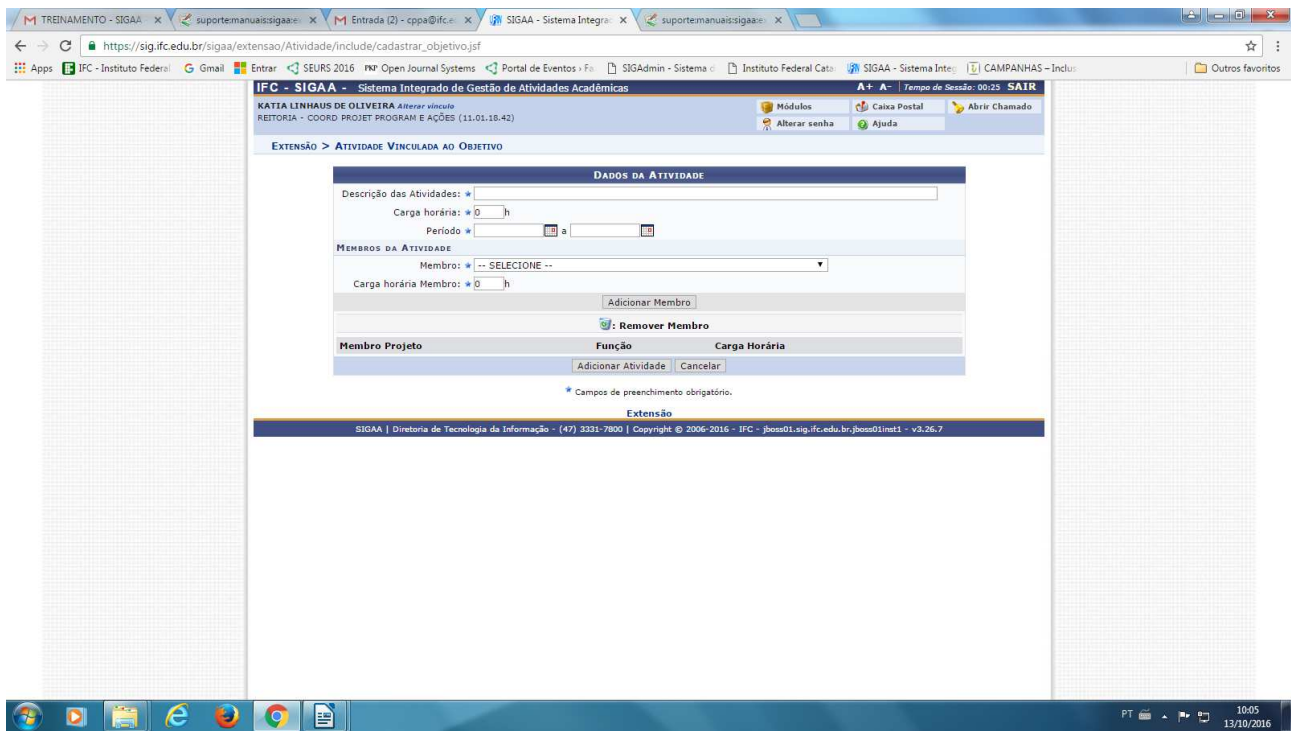 TREINAMENTO - SIGAA
suporte:manuais:sigaa:e
Entrada (2) - cppa@ifc.e
SIGAA - Sistema Integra
suporte:manuais:sigaa:e
https://sig.ifc.edu.br/sigaa/extensao/Atividade/include/cadastrar_objetivo.jsf
Apps IFC - Instituto Federal Gmail Entrar SEURS 2016 PKP Open Journal Systems Portal de Eventos › Fa SIGAdmin - Sistema d Instituto Federal Cata SIGAA - Sistema Integ CAMPANHAS – Inclus Outros favoritos
IFC - SIGAA - Sistema Integrado de Gestão de Atividades Acadêmicas A+ A- | Tempo de Sessão: 00:25 SAIR
KATIA LINHAUS DE OLIVEIRA Alterar vínculo
REITORIA - COORD PROJET PROGRAM E AÇÕES (11.01.18.42)
Módulos Caixa Postal Abrir Chamado
Alterar senha Ajuda
EXTENSÃO > ATIVIDADE VINCULADA AO OBJETIVO
DADOS DA ATIVIDADE
Descrição das Atividades: ★
Carga horária: ★ 0 h
Período ★ a
MEMBROS DA ATIVIDADE
Membro: ★ -- SELECIONE --
Carga horária Membro: ★ 0 h
Adicionar Membro
: Remover Membro
Membro Projeto Função Carga Horária
Adicionar Atividade Cancelar
★ Campos de preenchimento obrigatório.
Extensão
SIGAA | Diretoria de Tecnologia da Informação - (47) 3331-7800 | Copyright © 2006-2016 - IFC - jboss01.sig.ifc.edu.br.jboss01inst1 - v3.26.7
PT
10:05
13/10/2016